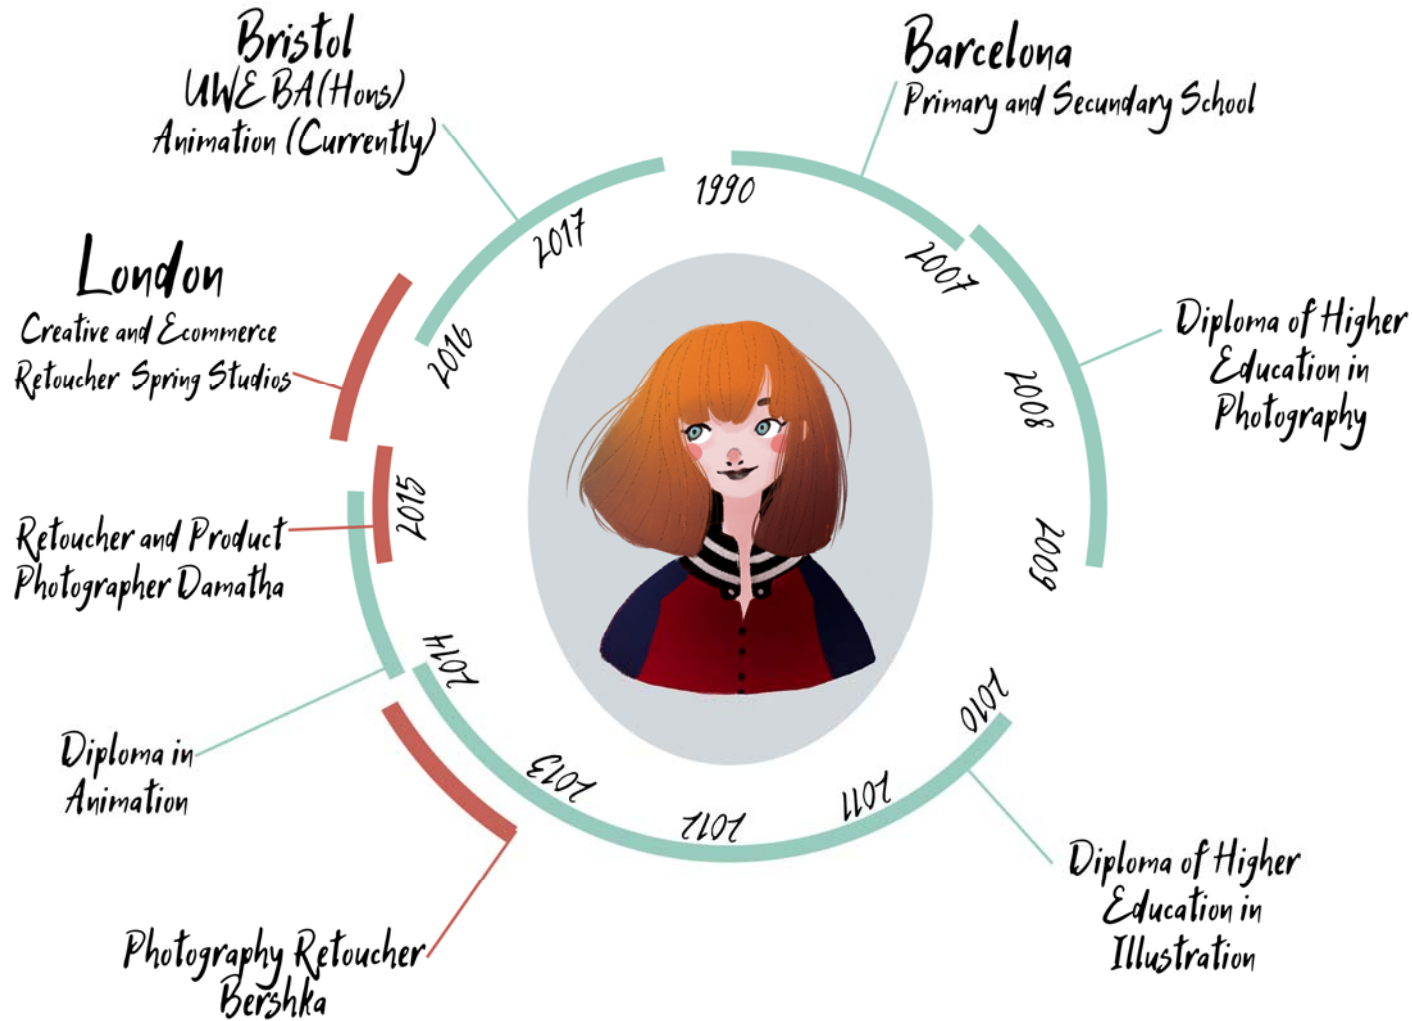 Bristol
UWE BA(Hons)
Animation (Currently)
Barcelona
Primary and Secundary School
1990
2007
2008
2009
2010
2011
2012
2013
2014
2015
2016
2017
Diploma of Higher
Education in
Photography
Diploma of Higher
Education in
Illustration
Photography Retoucher
Bershka
Diploma in
Animation
Retoucher and Product
Photographer Damatha
London
Creative and Ecommerce
Retoucher Spring Studios